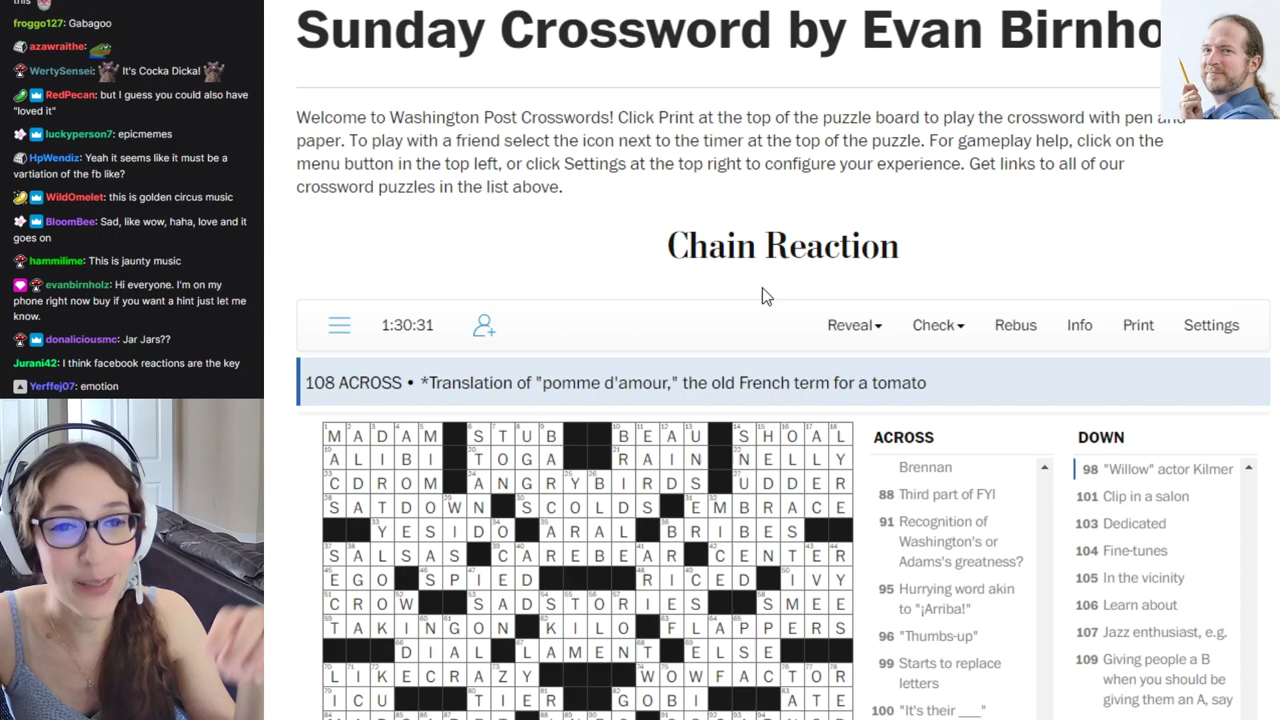 this
froggo127: Gabagoo
azawraithe:
WertySensei: It's Cocka Dicka!
RedPecan: but I guess you could also have
"loved it"
luckyperson7: epicmemes
HpWendiz: Yeah it seems like it must be a
vartiation of the fb like?
WildOmelet: this is golden circus music
BloomBee: Sad, like wow, haha, love and it
goes on
hammilime: This is jaunty music
evanbirnholz: Hi everyone. I'm on my
phone right now buy if you want a hint just let me
know.
donaliciousmc: Jar Jars??
Jurani42: I think facebook reactions are the key
Yerffej07: emotion
Sunday Crossword by Evan Birnho
Welcome to Washington Post Crosswords! Click Print at the top of the puzzle board to play the crossword with pen and
paper. To play with a friend select the icon next to the timer at the top of the puzzle. For gameplay help, click on the
menu button in the top left, or click Settings at the top right to configure your experience. Get links to all of our
crossword puzzles in the list above.
Chain Reaction
1:30:31 Reveal Check Rebus Info Print Settings
108 ACROSS • *Translation of "pomme d'amour," the old French term for a tomato
MADAM STUB BEAU SHOAL
ALIBI TOGA RAIN NELLY
CDROM ANGRYBIRDS UDDER
SATDOWN SCOLDS EMBRACE
YESIDO ARAL BRIBES
SALSAS CAREBEAR CENTER
EGO SPIED RICED IVY
CROW SADSTORIES SMEE
TAKINGON KILO FLAPPERS
DIAL LAMENT ELSE
LIKECRAZY WOWFACTOR
ICU TIER GOBI ATE
ACROSS
Brennan
88 Third part of FYI
91 Recognition of
Washington's or
Adams's greatness?
95 Hurrying word akin
to "¡Arriba!"
96 "Thumbs-up"
99 Starts to replace
letters
100 "It's their ___"
DOWN
98 "Willow" actor Kilmer
101 Clip in a salon
103 Dedicated
104 Fine-tunes
105 In the vicinity
106 Learn about
107 Jazz enthusiast, e.g.
109 Giving people a B
when you should be
giving them an A, say